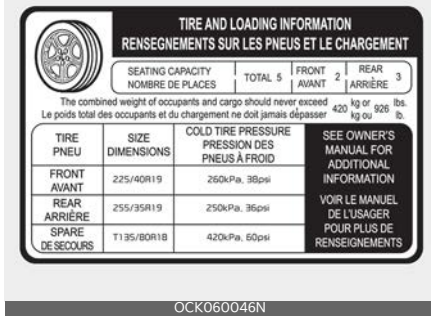 TIRE AND LOADING INFORMATION
RENSEGNEMENTS SUR LES PNEUS ET LE CHARGEMENT
SEATING CAPACITY
NOMBRE DE PLACES
TOTAL 5
FRONT
AVANT
2
REAR
ARRIÈRE
3
The combined weight of occupants and cargo should never exceed 420 kg or 926 lbs.
Le poids total des occupants et du chargement ne doit jamais dépasser kg ou lb.
TIRE
PNEU
SIZE
DIMENSIONS
COLD TIRE PRESSURE
PRESSION DES
PNEUS À FROID
SEE OWNER'S
MANUAL FOR
ADDITIONAL
INFORMATION
VOIR LE MANUEL
DE L'USAGER
POUR PLUS DE
RENSEIGNEMENTS
FRONT
AVANT
225/40R19
260kPa, 38psi
REAR
ARRIÈRE
255/35R19
250kPa, 36psi
SPARE
DE SECOURS
T135/80R18
420kPa, 60psi
OCK060046N